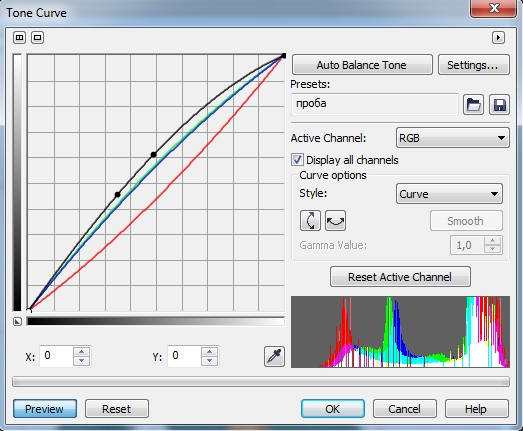 Tone Curve
Auto Balance Tone
Settings...
Presets:
проба
Active Channel:
RGB
Display all channels
Curve options
Style:
Curve
Smooth
Gamma Value:
1,0
Reset Active Channel
X:
0
Y:
0
Preview
Reset
OK
Cancel
Help